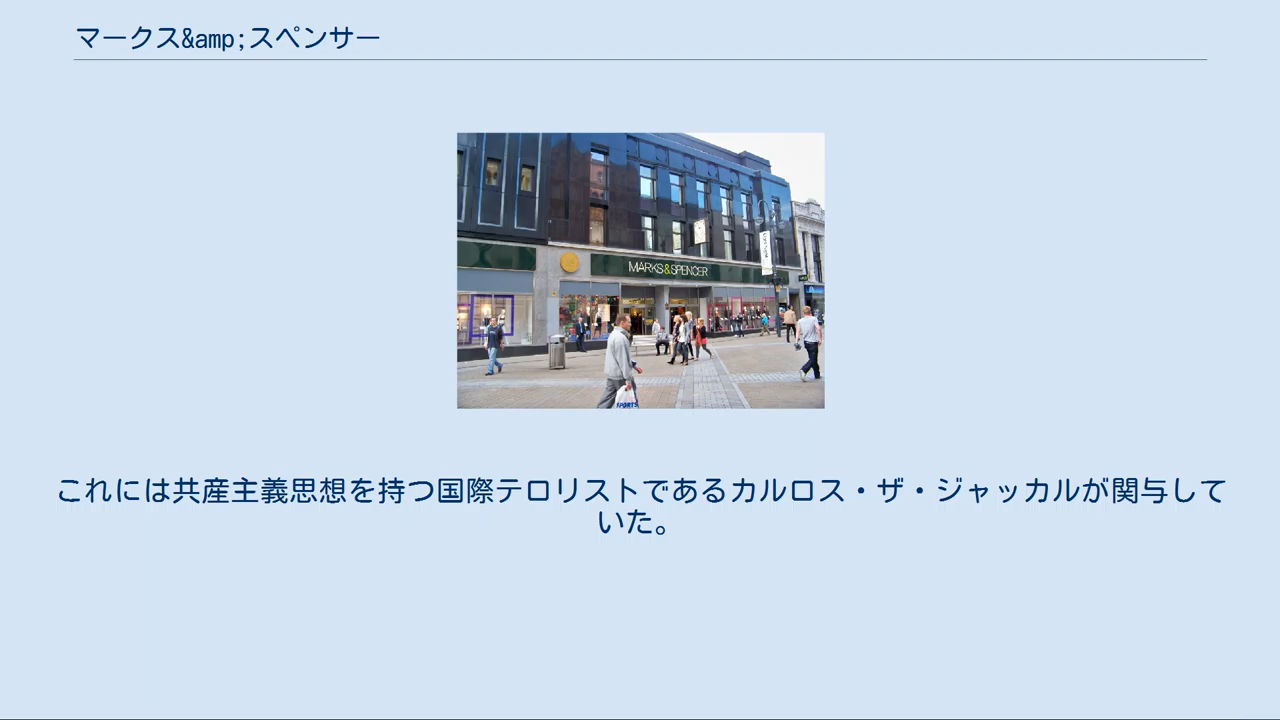 マークス&amp;スペンサー
MARKS&SPENCER
SPORTS
これには共産主義思想を持つ国際テロリストであるカルロス・ザ・ジャッカルが関与して
いた。